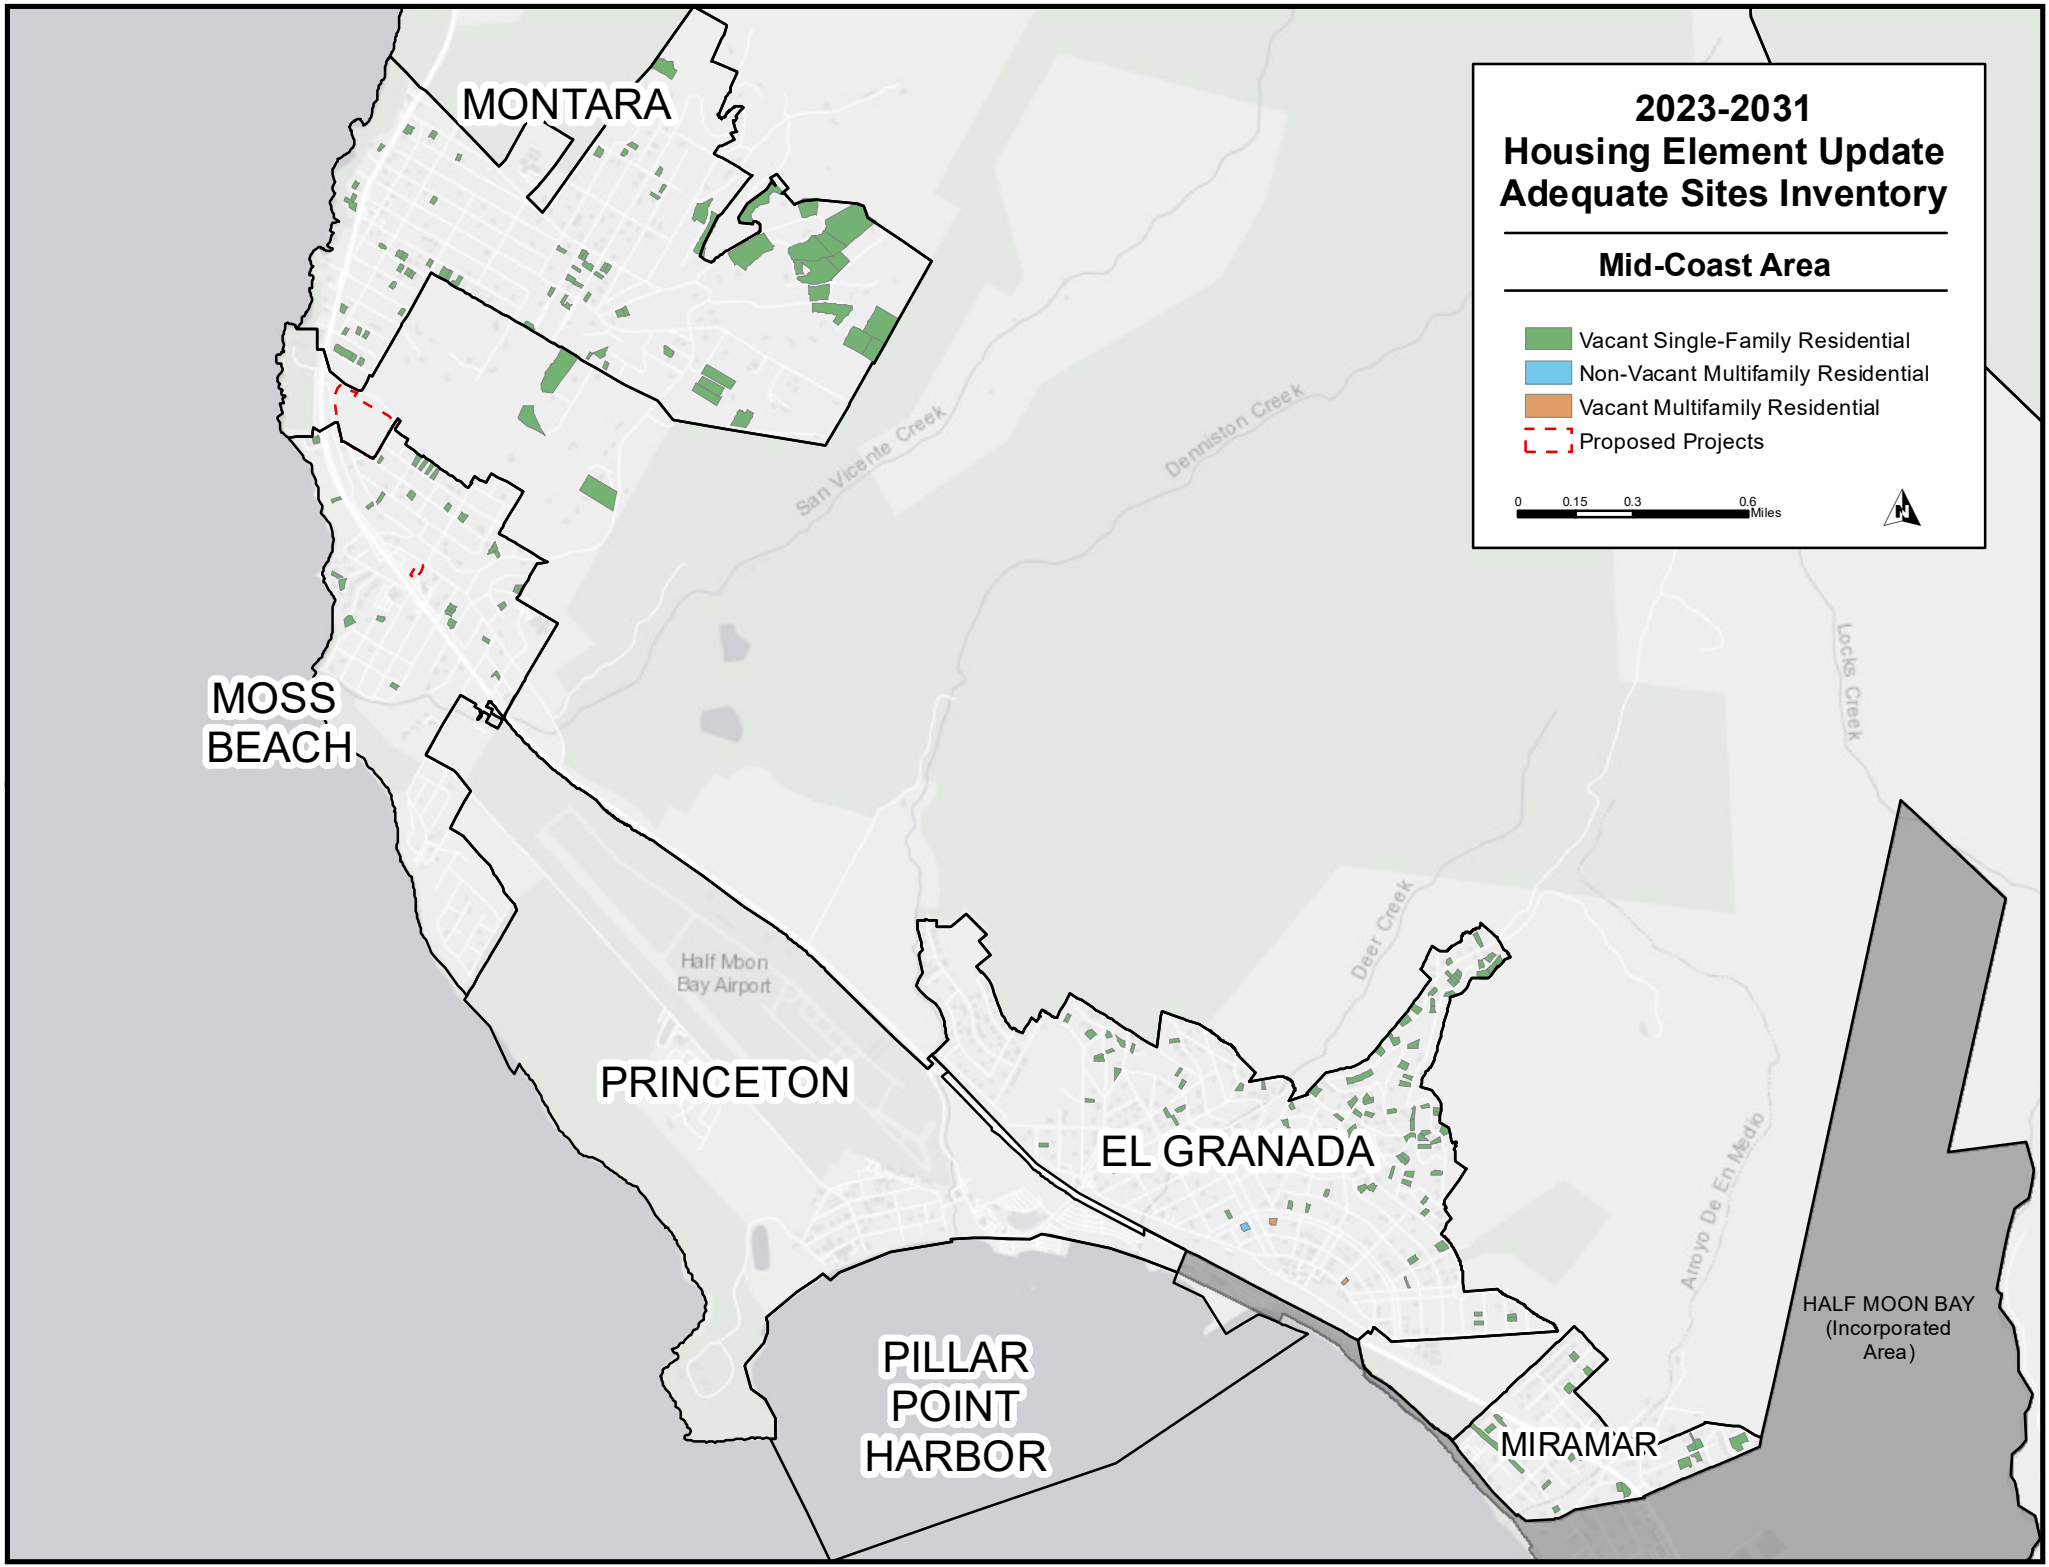 MONTARA
2023-2031
Housing Element Update
Adequate Sites Inventory
Mid-Coast Area
Vacant Single-Family Residential
Non-Vacant Multifamily Residential
Vacant Multifamily Residential
Proposed Projects
0 0.15 0.3 0.6
Miles
N
San Vicente Creek
Denniston Creek
Locks Creek
MOSS
BEACH
Half Moon
Bay Airport
Deer Creek
PRINCETON
EL GRANADA
Arroyo De En Medio
HALF MOON BAY
(Incorporated
Area)
PILLAR
POINT
HARBOR
MIRAMAR